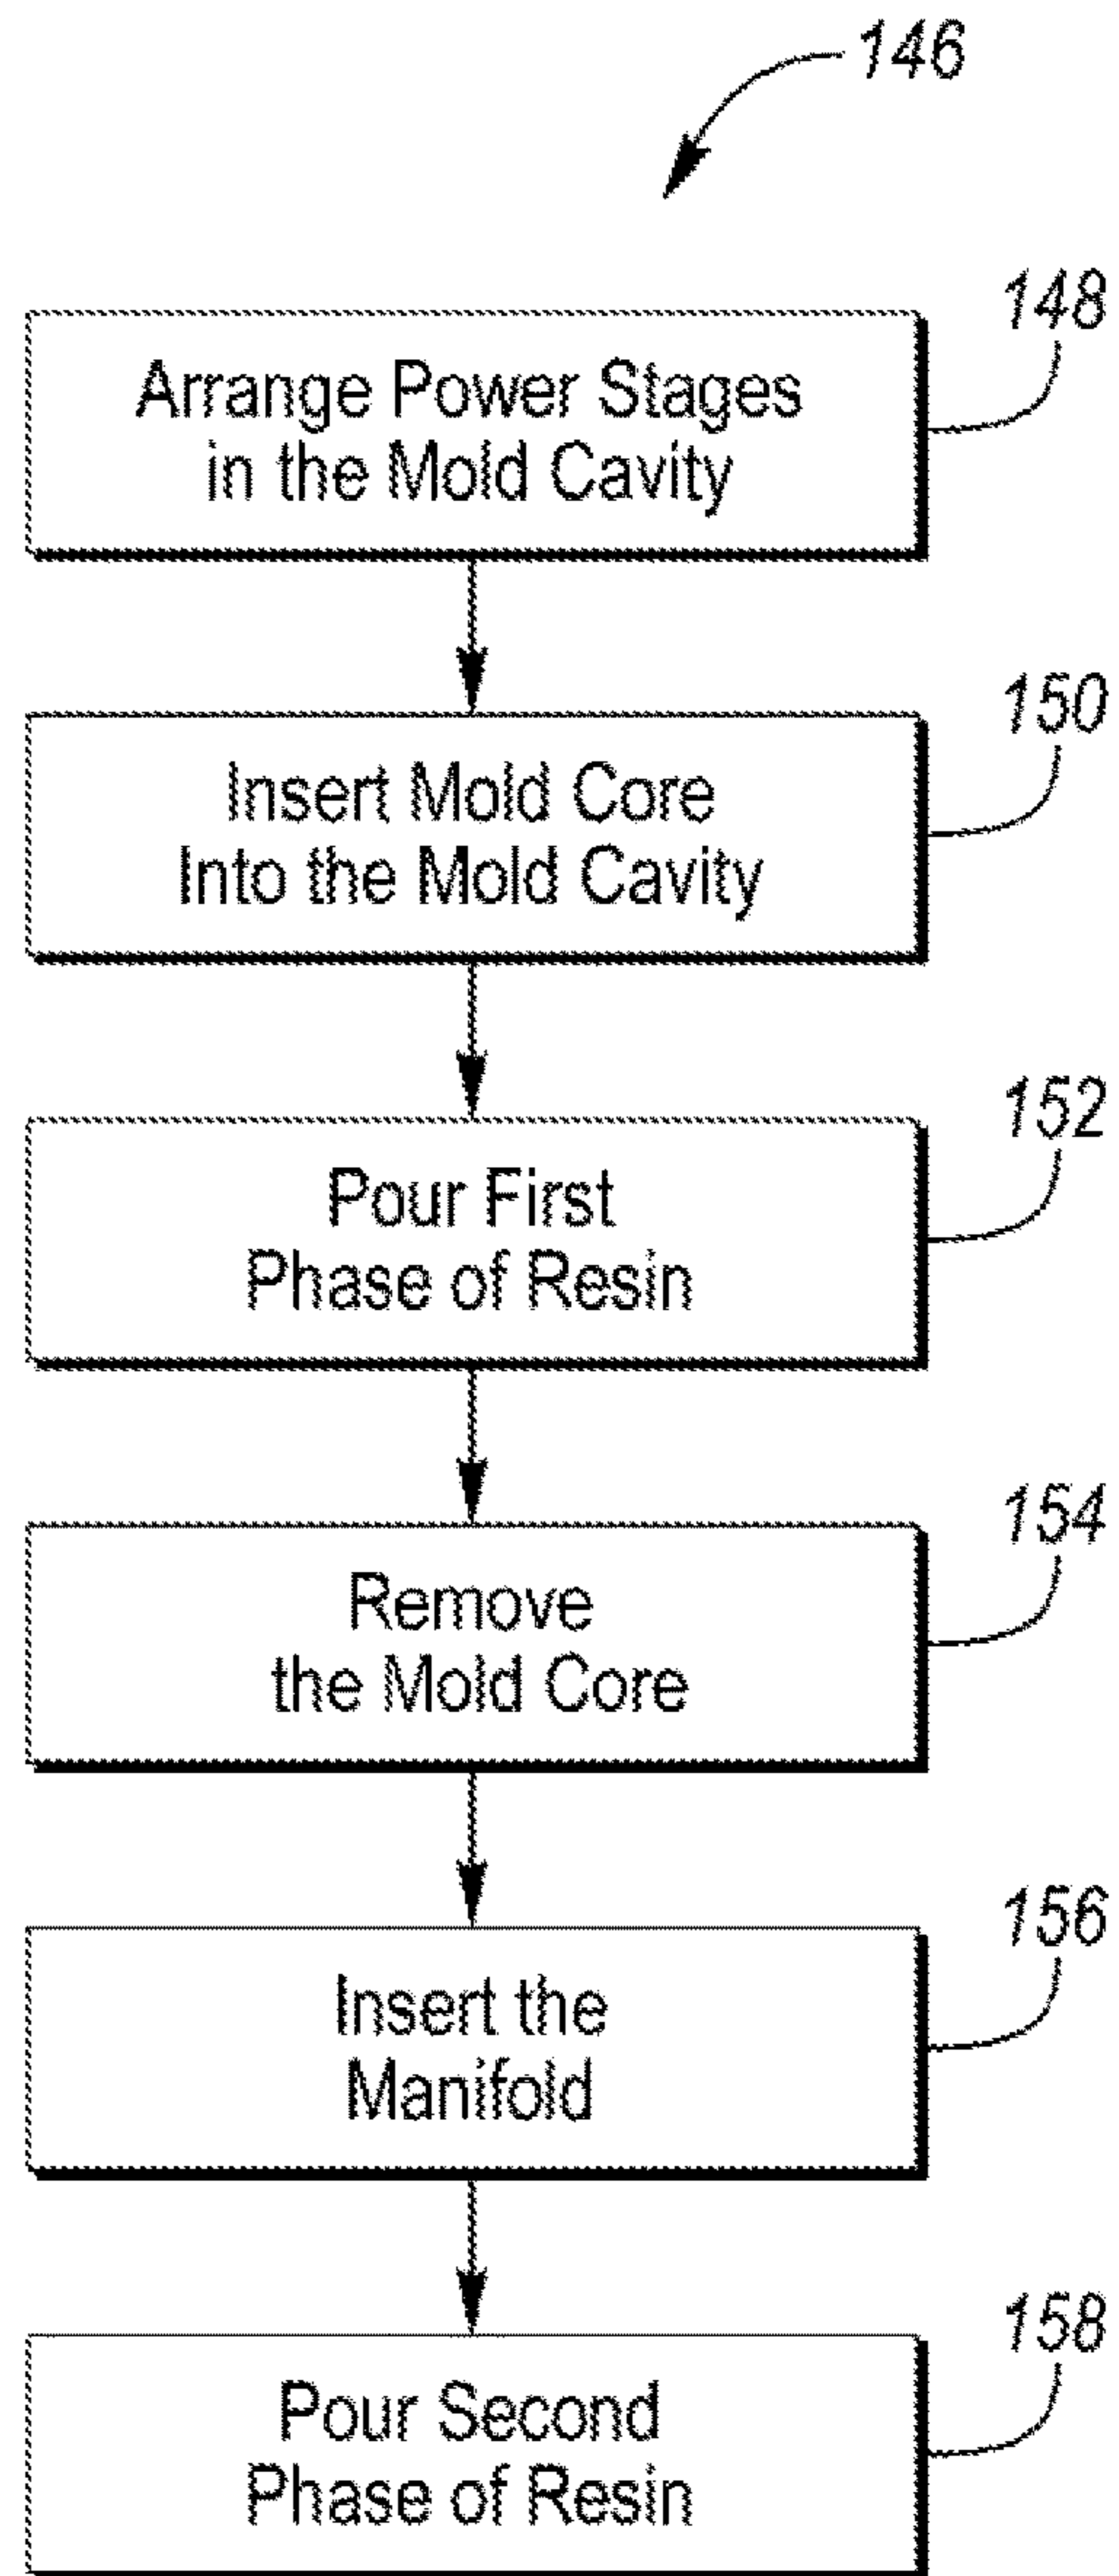 146
148
Arrange Power Stages
in the Mold Cavity
150
Insert Mold Core
Into the Mold Cavity
152
Pour First
Phase of Resin
154
Remove
the Mold Core
156
Insert the
Manifold
158
Pour Second
Phase of Resin